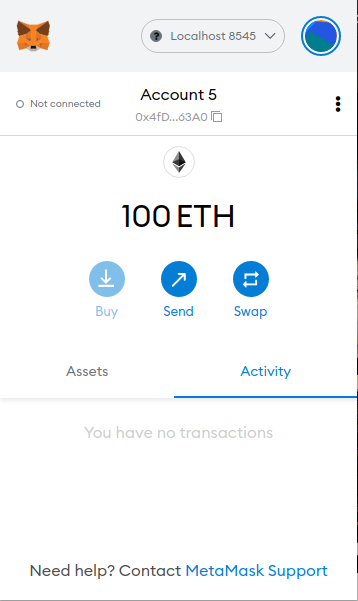 Localhost 8545
Not connected
Account 5
0x4fD...63A0
100 ETH
Buy
Send
Swap
Assets
Activity
You have no transactions
Need help? Contact MetaMask Support